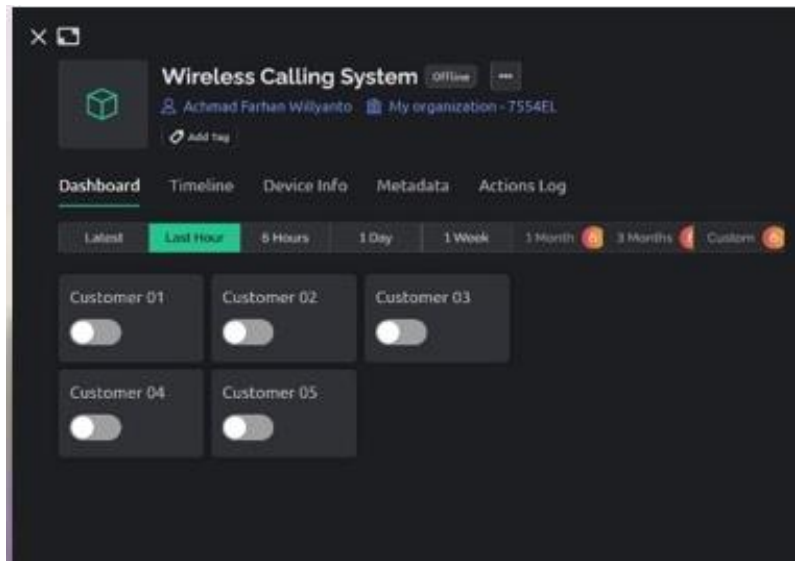 Wireless Calling System Offline
Achmad Farhan Willyanto My organization - 7554EL
Add Tag
Dashboard Timeline Device Info Metadata Actions Log
Latest Last Hour 6 Hours 1 Day 1 Week 1 Month 3 Months Custom
Customer 01 Customer 02 Customer 03
Customer 04 Customer 05